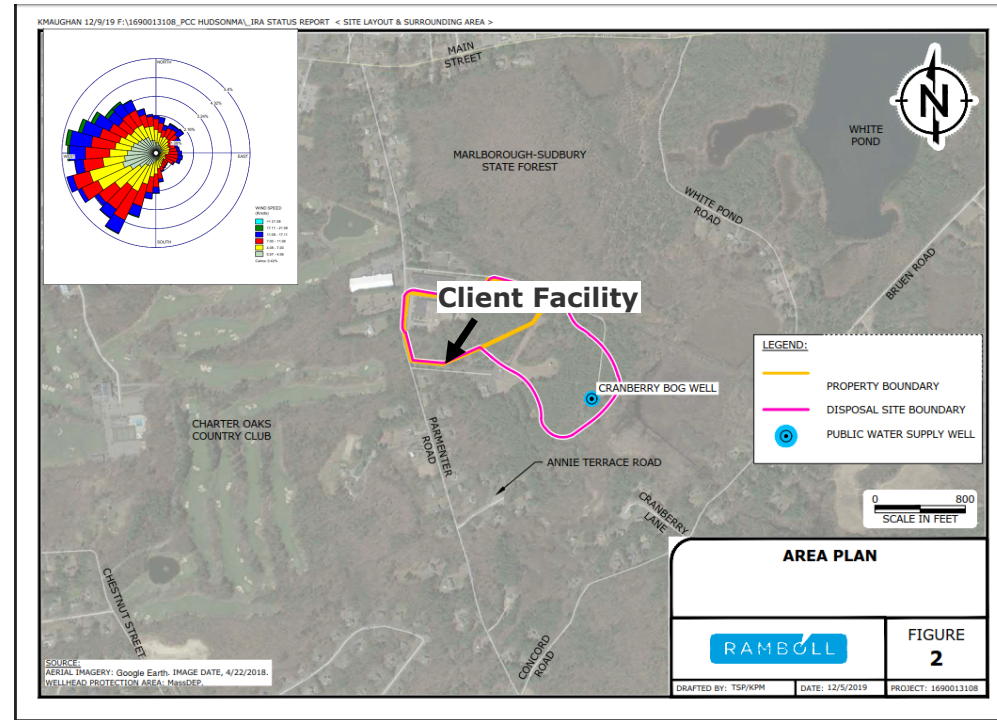 KMAUGHAN 12/9/19 F:\1690013108_PCC HUDSONMA\_IRA STATUS REPORT < SITE LAYOUT & SURROUNDING AREA >
NORTH
WEST
EAST
SOUTH
WIND SPEED
(Knots)
Calms: 0.42%
MAIN
STREET
N
WHITE
POND
MARLBOROUGH-SUDBURY
STATE FOREST
WHITE POND
ROAD
BRUEN ROAD
Client Facility
LEGEND:
PROPERTY BOUNDARY
DISPOSAL SITE BOUNDARY
PUBLIC WATER SUPPLY WELL
CRANBERRY BOG WELL
CHARTER OAKS
COUNTRY CLUB
PARMENTER
ROAD
ANNIE TERRACE ROAD
CRANBERRY
LANE
0 800
SCALE IN FEET
CHESTNUT STREET
CONCORD
ROAD
AREA PLAN
RAMBOLL
FIGURE
2
DRAFTED BY: TSP/KPM
DATE: 12/5/2019
PROJECT: 1690013108
SOURCE:
AERIAL IMAGERY: Google Earth. IMAGE DATE, 4/22/2018.
WELLHEAD PROTECTION AREA: MassDEP.